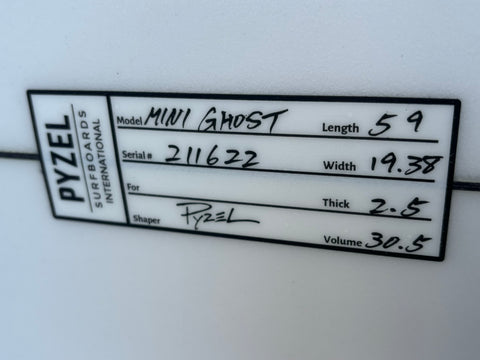 PYZEL
SURFBOARDS
INTERNATIONAL
Model MINI GHOST Length 5 9
Serial # 211622 Width 19.38
For Thick 2.5
Shaper PYZEL Volume 30.5